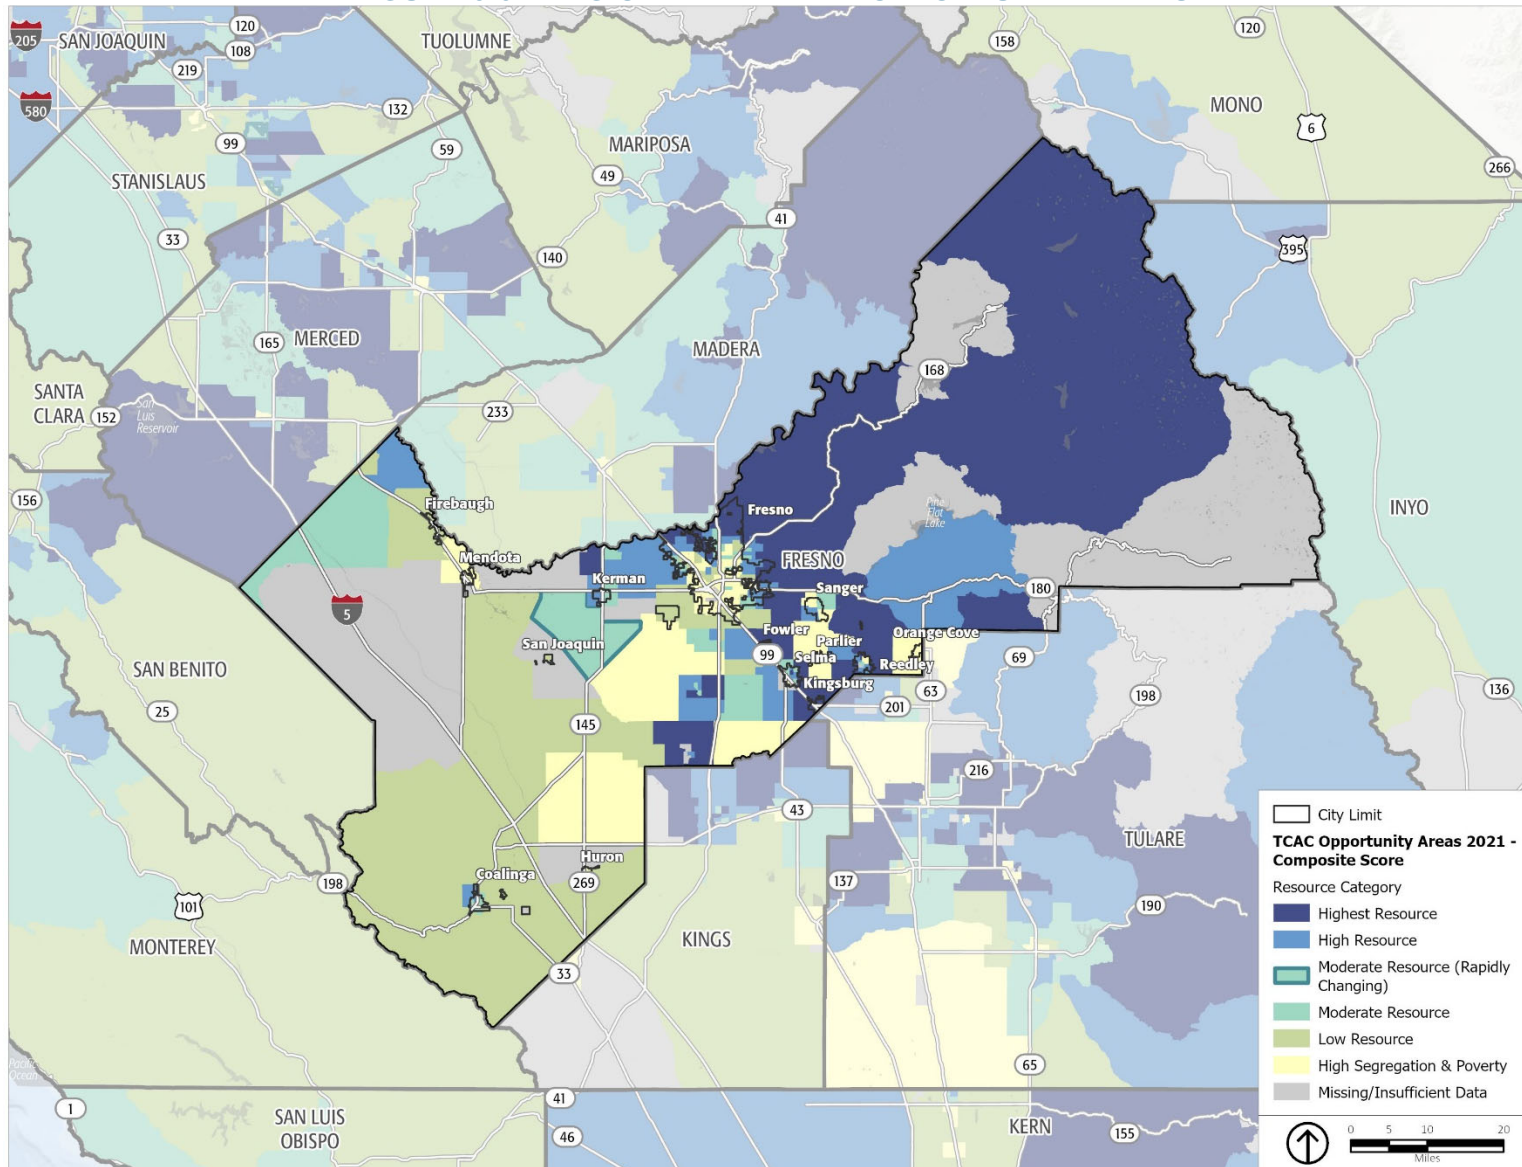 205
SAN JOAQUIN
120
108
219
TUOLUMNE
158
120
580
132
MONO
6
99
59
MARIPOSA
49
266
STANISLAUS
41
33
140
395
165
MERCED
MADERA
SANTA
CLARA
152
San
Luis
Reservoir
233
168
156
Firebaugh
Fresno
Pine
Flat
Lake
INYO
Mendota
FRESNO
5
Kerman
Sanger
180
San Joaquin
Fowler
Parlier
Orange Cove
99
Selma
Reedley
69
SAN BENITO
Kingsburg
63
198
136
25
145
201
216
43
City Limit
TCAC Opportunity Areas 2021 -
Composite Score
TULARE
Huron
Coalinga
198
269
137
Resource Category
101
190
Highest Resource
MONTEREY
KINGS
High Resource
33
Moderate Resource (Rapidly
Changing)
Moderate Resource
Low Resource
65
High Segregation & Poverty
Pacific
Ocean
Missing/Insufficient Data
1
SAN LUIS
OBISPO
41
46
KERN
155
0 5 10 20
Miles